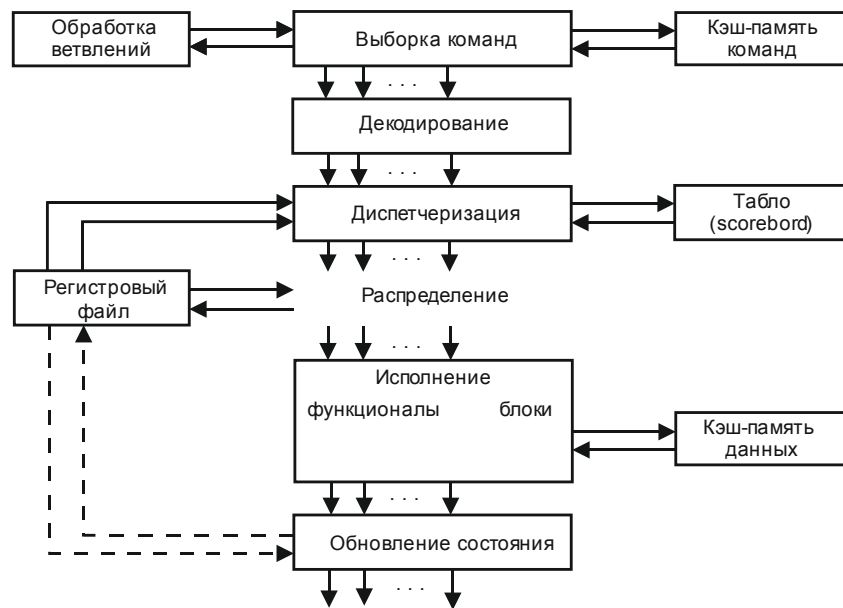 Обработка
ветвлений
Выборка команд
Кэш-память
команд
. . .
Декодирование
. . .
Диспетчеризация
Табло
(scorebord)
. . .
Регистровый
файл
Распределение
. . .
Исполнение
функционалы блоки
Кэш-память
данных
. . .
Обновление состояния
. . .